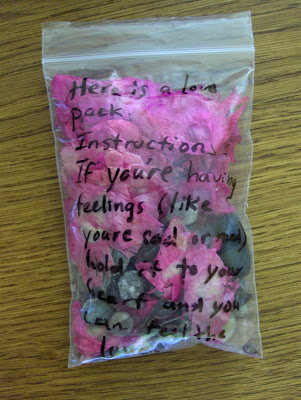 Here is a love
pack.
Instructions:
If you're having
feelings (like
youre sad or mad)
hold it to your
heart and you
can feel the
love